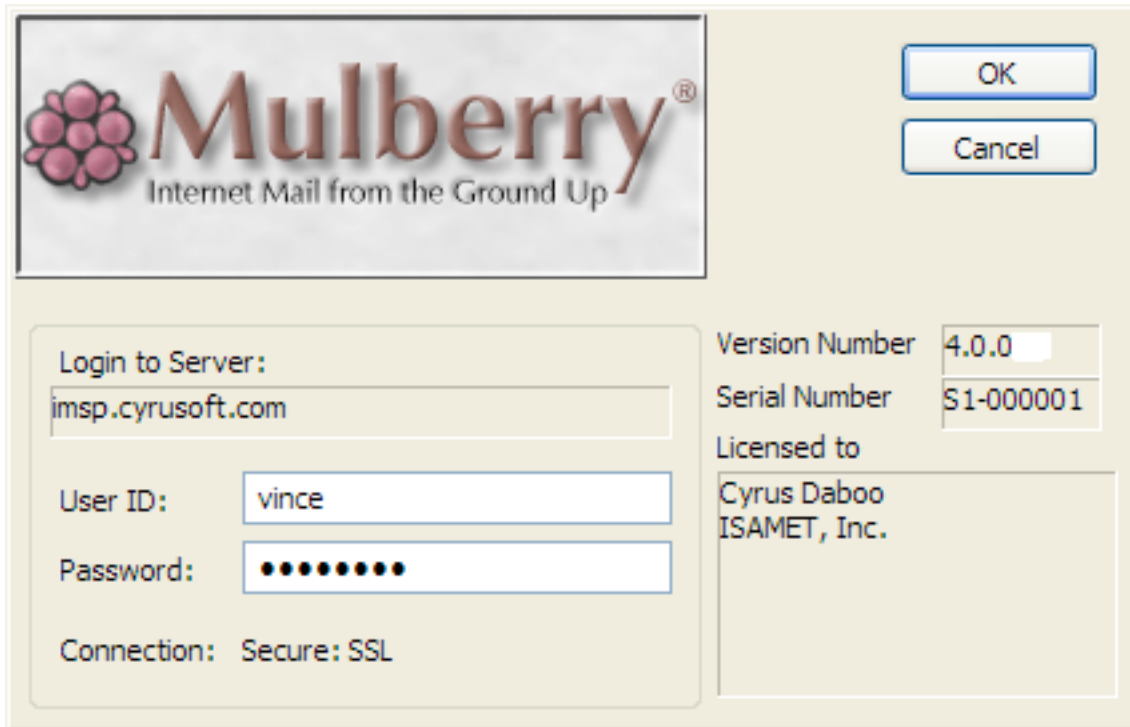 Mulberry®
Internet Mail from the Ground Up
OK
Cancel
Login to Server:
imsp.cyrusoft.com
User ID: vince
Password: ••••••••
Connection: Secure: SSL
Version Number 4.0.0
Serial Number S1-000001
Licensed to
Cyrus Daboo
ISAMET, Inc.